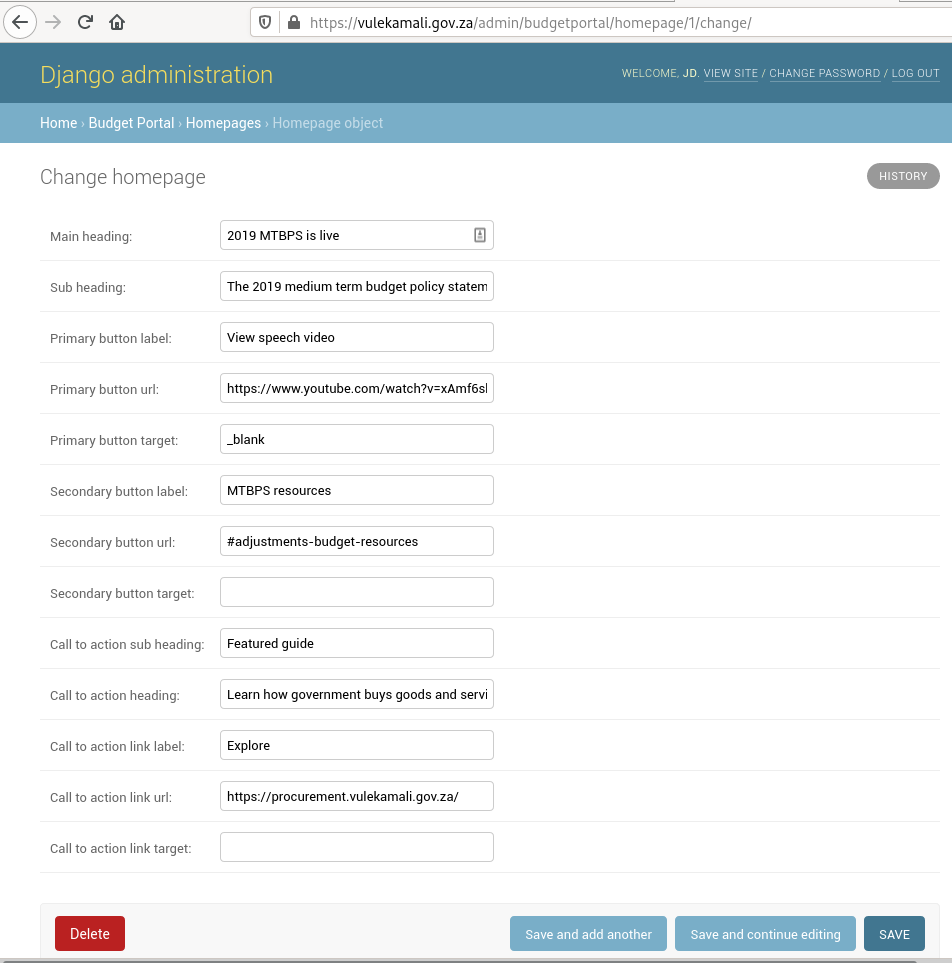 https://vulekamali.gov.za/admin/budgetportal/homepage/1/change/
Django administration
WELCOME, JD. VIEW SITE / CHANGE PASSWORD / LOG OUT
Home › Budget Portal › Homepages › Homepage object
Change homepage
HISTORY
Main heading: 2019 MTBPS is live
Sub heading: The 2019 medium term budget policy statem
Primary button label: View speech video
Primary button url: https://www.youtube.com/watch?v=xAmf6sl
Primary button target: _blank
Secondary button label: MTBPS resources
Secondary button url: #adjustments-budget-resources
Secondary button target:
Call to action sub heading: Featured guide
Call to action heading: Learn how government buys goods and servi
Call to action link label: Explore
Call to action link url: https://procurement.vulekamali.gov.za/
Call to action link target:
Delete Save and add another Save and continue editing SAVE